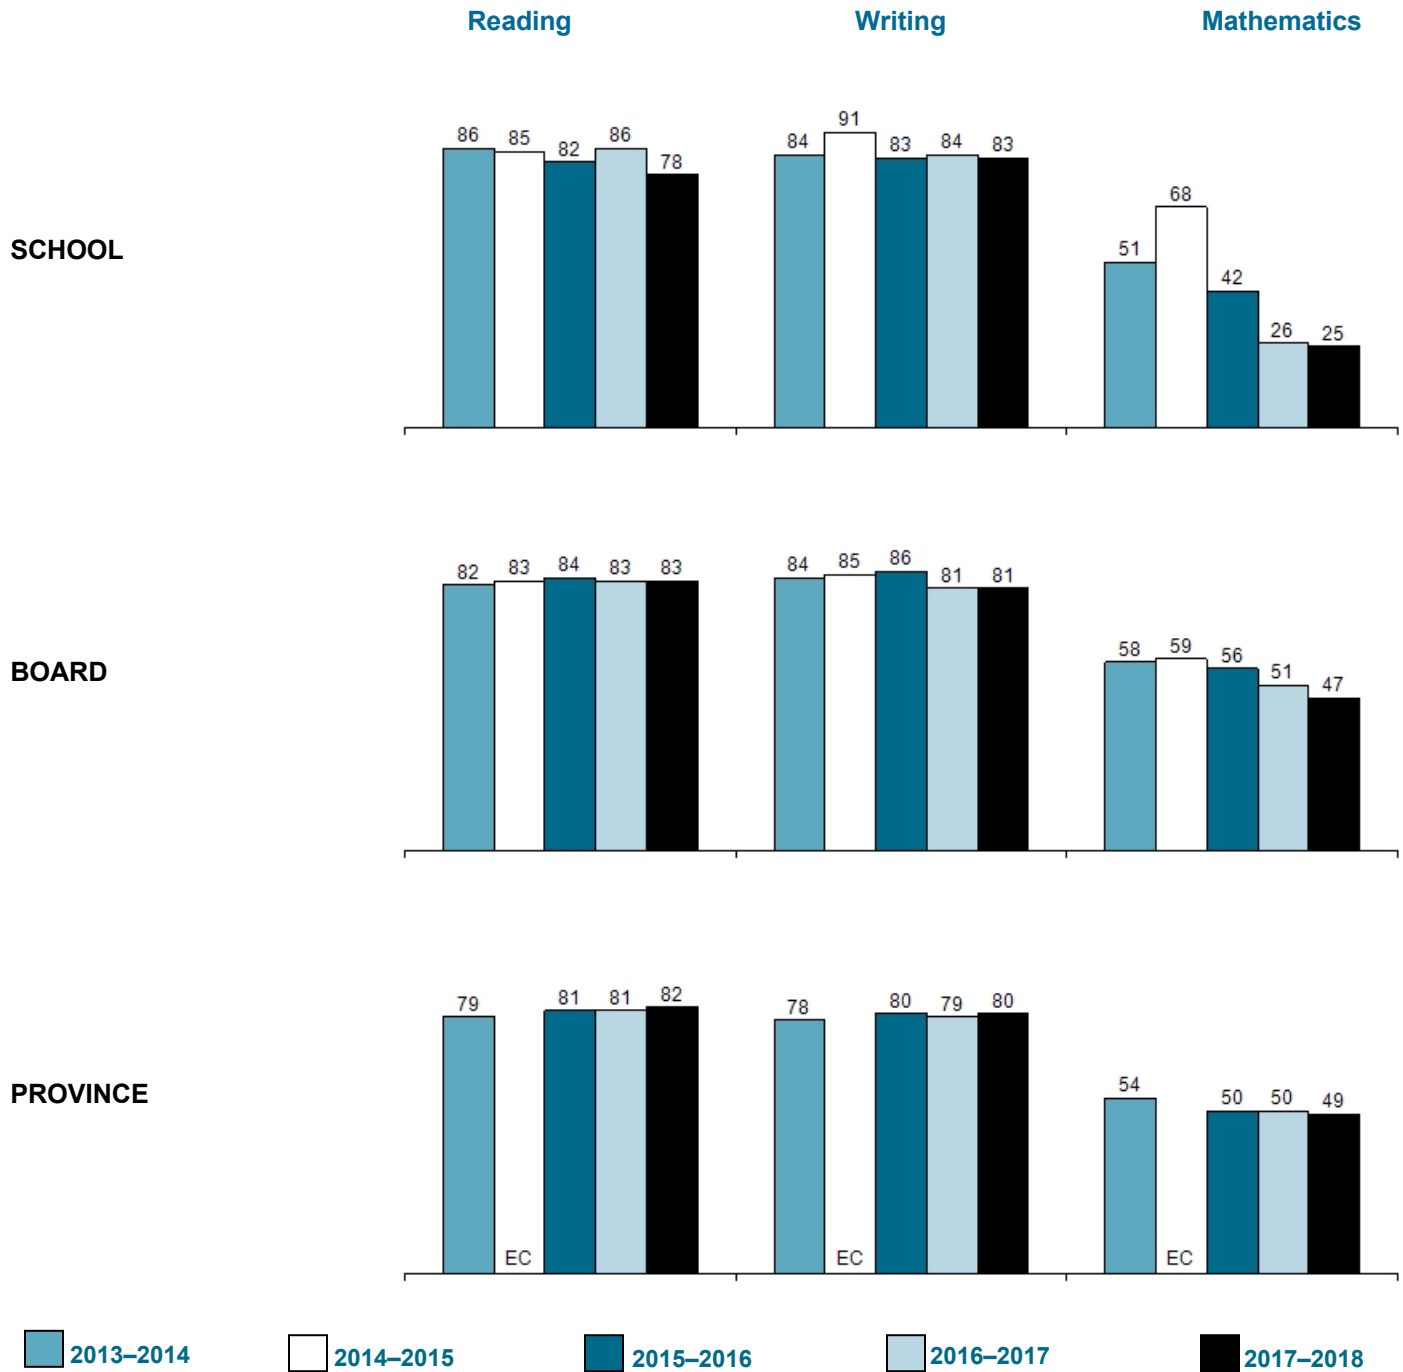 Reading Writing Mathematics
86 85 82 86 78 84 91 83 84 83 51 68 42 26 25
SCHOOL
82 83 84 83 83 84 85 86 81 81 58 59 56 51 47
BOARD
79 81 81 82 78 80 79 80 54 50 50 49
PROVINCE
EC EC EC
2013–2014 2014–2015 2015–2016 2016–2017 2017–2018